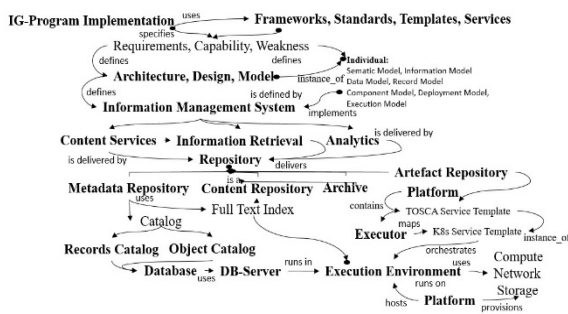 IG-Program Implementation uses Frameworks, Standards, Templates, Services
specifies
Requirements, Capability, Weakness
defines defines Individual:
Sematic Model, Information Model
Architecture, Design, Model instance_of Data Model, Record Model
defines is defined by Component Model, Deployment Model,
Execution Model
Information Management System implements
Content Services Information Retrieval Analytics is delivered by
is delivered by Repository delivers
is a Artefact Repository
Metadata Repository Content Repository Archive Platform
uses Full Text Index contains TOSCA Service Template
Catalog maps
Executor K8s Service Template instance_of
Records Catalog Object Catalog orchestrates
uses Compute
Database uses DB-Server runs in Execution Environment Network
runs on Storage
hosts Platform provisions